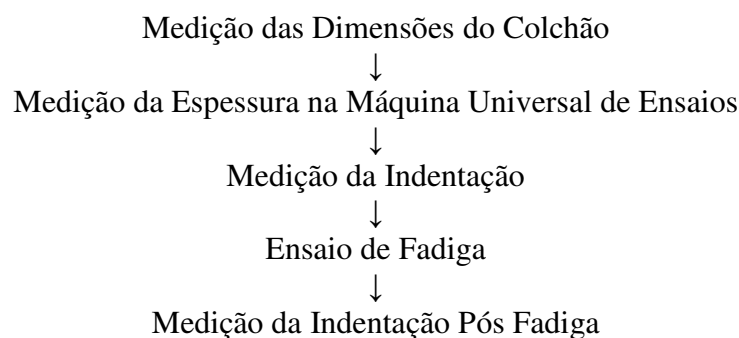 Medição das Dimensões do Colchão
↓
Medição da Espessura na Máquina Universal de Ensaios
↓
Medição da Indentação
↓
Ensaio de Fadiga
↓
Medição da Indentação Pós Fadiga